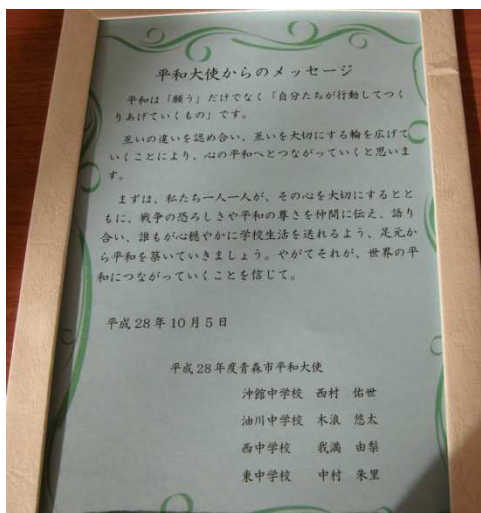 平和大使からのメッセージ
平和は「願う」だけでなく「自分たちが行動してつく
りあげていくもの」です。
互いの違いを認め合い、互いを大切にする輪を広げて
いくことにより、心の平和へとつながっていくと思いま
す。
まずは、私たち一人一人が、その心を大切にするとと
もに、戦争の恐ろしさや平和の尊さを仲間に伝え、語り
合い、誰もが心穏やかに学校生活を送れるよう、足元か
ら平和を築いていきましょう。やがてそれが、世界の平
和につながっていくことを信じて。
平成28年10月5日
平成28年度青森市平和大使
沖館中学校 西村 佑世
油川中学校 木浪 悠太
西中学校 我満 由梨
東中学校 中村 朱里